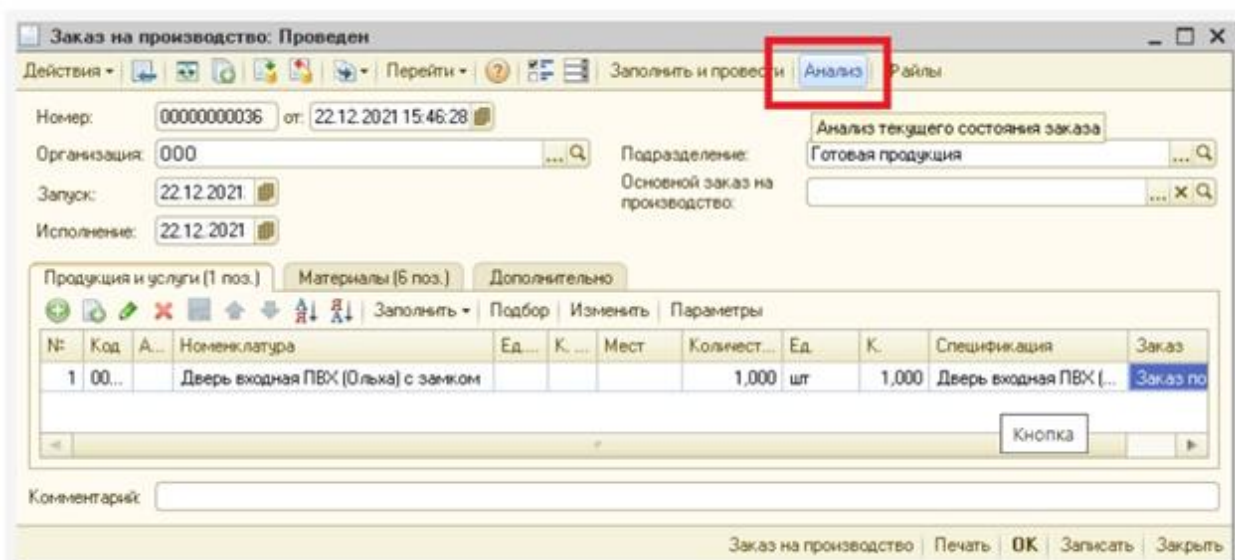 Заказ на производство: Проведен
Действия Перейти Заполнить и провести Анализ Файлы
Номер: 00000000036 от: 22.12.2021 15:46:28
Анализ текущего состояния заказа
Организация: ООО Подразделение: Готовая продукция
Запуск: 22.12.2021 Основной заказ на производство:
Исполнение: 22.12.2021
Продукция и услуги (1 поз.) Материалы (6 поз.) Дополнительно
Заполнить Подбор Изменить Параметры
№ Код А... Номенклатура Ед.... К. ... Мест Количест... Ед. К. Спецификация Заказ
1 00... Дверь входная ПВХ (Ольха) с замком 1,000 шт 1,000 Дверь входная ПВХ (... Заказ по
Кнопка
Комментарий:
Заказ на производство Печать OK Записать Закрыть